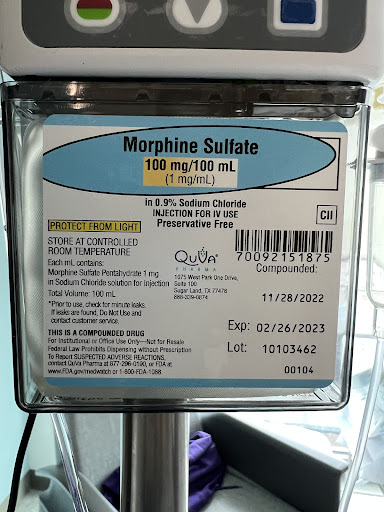 Morphine Sulfate
100 mg/100 mL
(1 mg/mL)
in 0.9% Sodium Chloride
INJECTION FOR IV USE
Preservative Free
CII
PROTECT FROM LIGHT
STORE AT CONTROLLED
ROOM TEMPERATURE
Each mL contains:
Morphine Sulfate Pentahydrate 1 mg
in Sodium Chloride solution for injection
Total Volume: 100 mL
*Prior to use, check for minute leaks.
If leaks are found, Do Not Use and
contact customer service.
THIS IS A COMPOUNDED DRUG
For Institutional or Office Use Only—Not for Resale
Federal Law Prohibits Dispensing without Prescription
To Report SUSPECTED ADVERSE REACTIONS,
contact QuVa Pharma at 877-296-0190, or FDA at
www.FDA.gov/medwatch or 1-800-FDA-1088
QuVa
PHARMA
1075 West Park One Drive,
Suite 100
Sugar Land, TX 77478
888-339-0874
70092151875
Compounded:
11/28/2022
Exp: 02/26/2023
Lot: 10103462
00104